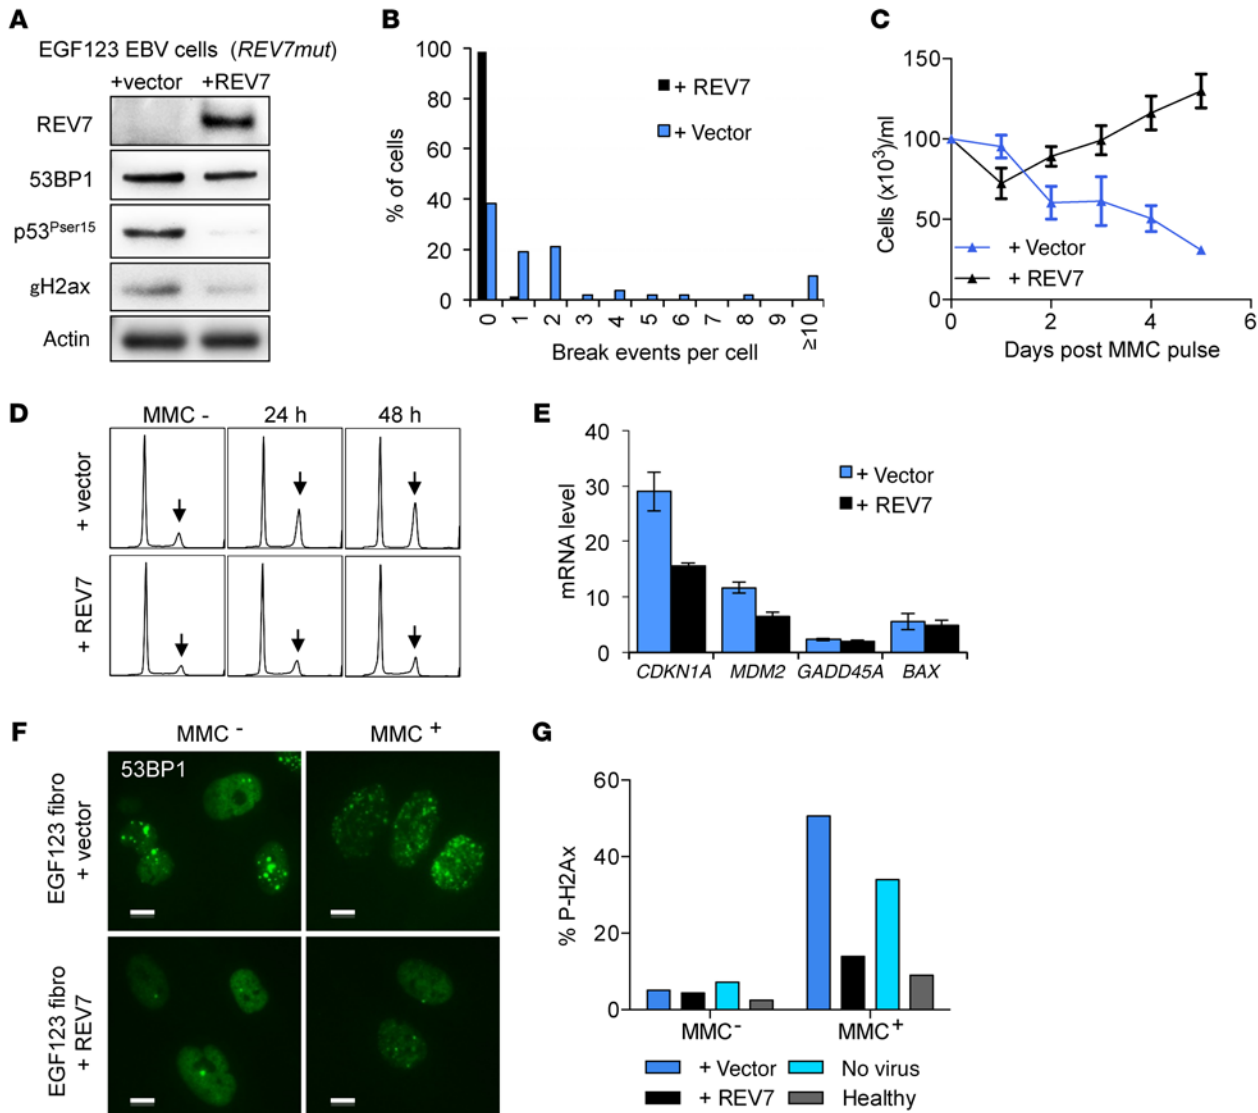 A
EGF123 EBV cells (REV7mut)
+vector +REV7
REV7
53BP1
p53Pser15
gH2ax
Actin
B
100
80
60
40
20
0
% of cells
+ REV7
+ Vector
0 1 2 3 4 5 6 7 8 9 ≥10
Break events per cell
C
150
100
50
0
Cells (x10³)/ml
+ Vector
+ REV7
0 2 4 6
Days post MMC pulse
D
MMC - 24 h 48 h
+ vector
+ REV7
E
40
30
20
10
0
mRNA level
+ Vector
+ REV7
CDKN1A MDM2 GADD45A BAX
F
MMC - MMC +
53BP1
EGF123 fibro
+ vector
EGF123 fibro
+ REV7
G
60
40
20
0
% P-H2Ax
MMC- MMC+
+ Vector No virus
+ REV7 Healthy